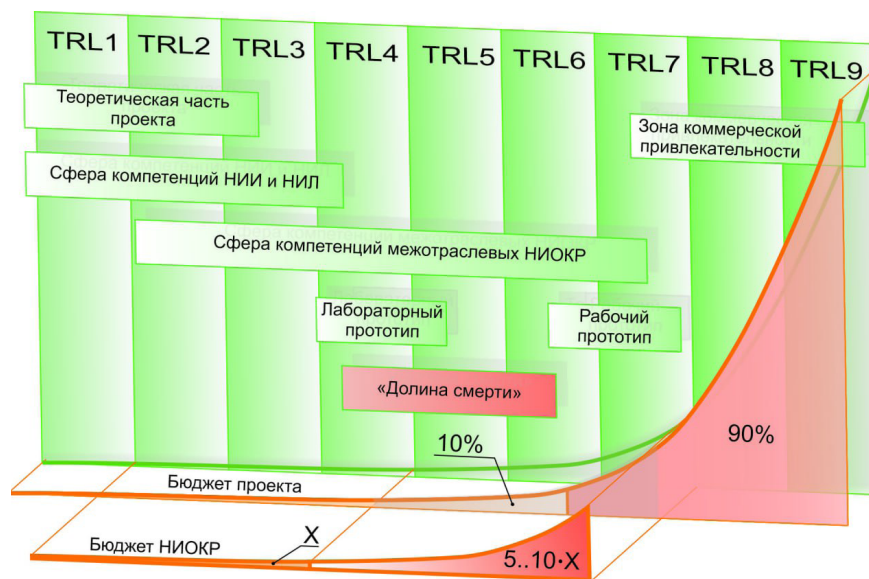 TRL1 TRL2 TRL3 TRL4 TRL5 TRL6 TRL7 TRL8 TRL9
Теоретическая часть
проекта
Зона коммерческой
привлекательности
Сфера компетенций НИИ и НИЛ
Сфера компетенций межотраслевых НИОКР
Лабораторный
прототип
Рабочий
прототип
«Долина смерти»
10%
90%
Бюджет проекта
X
Бюджет НИОКР
5..10·X